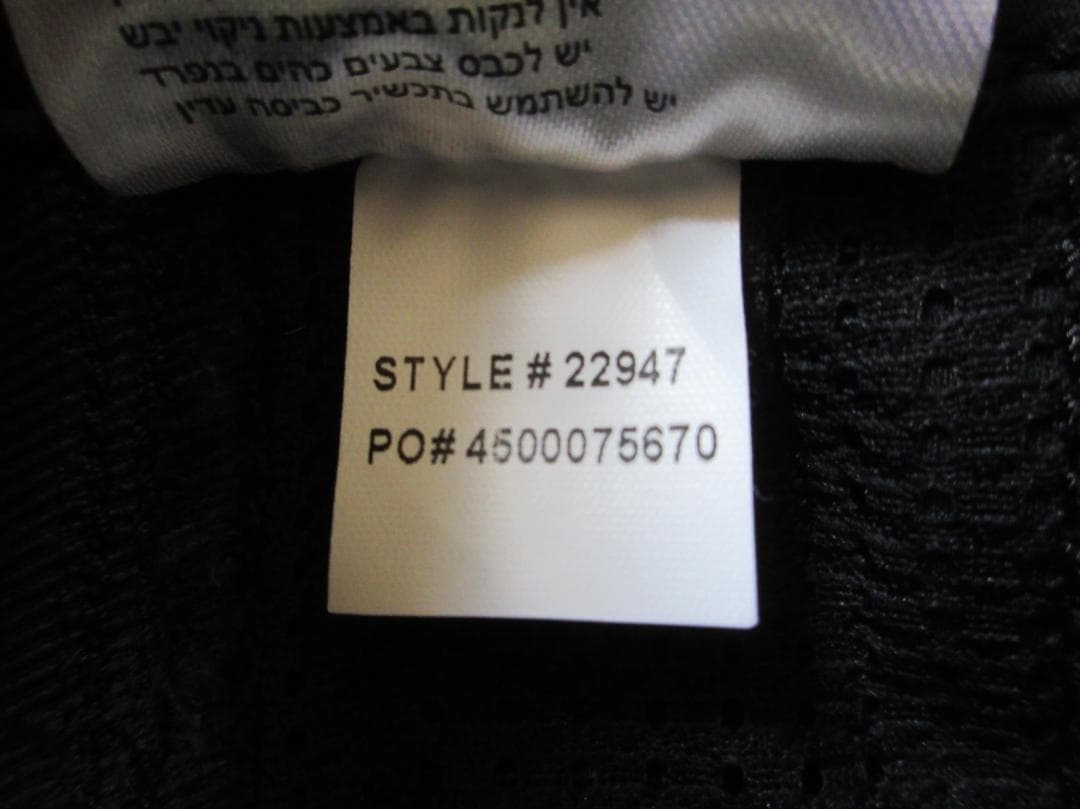 אין לנקות באמצעות ניקוי יבש
יש לכבס צבעים כהים בנפרד
יש להשתמש בתכשיר כביסה עדין
STYLE # 22947
PO# 4500075670